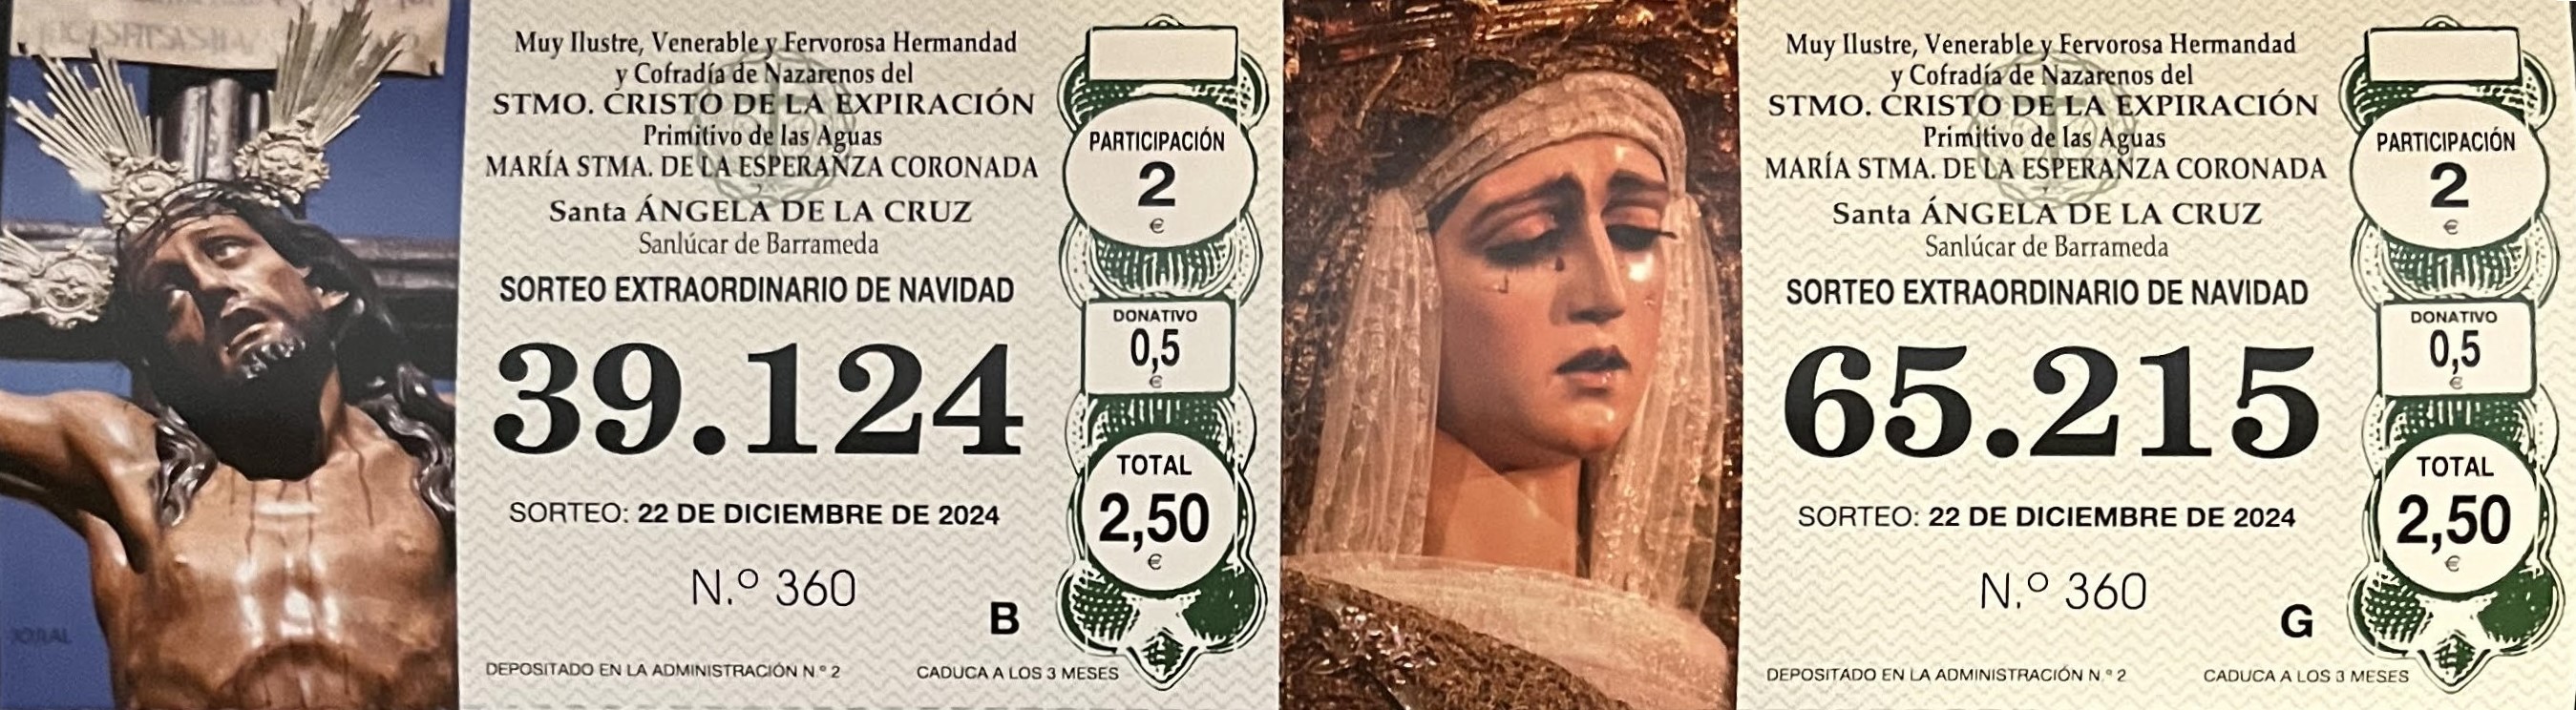 Muy Ilustre, Venerable y Fervorosa Hermandad
y Cofradía de Nazarenos del
STMO. CRISTO DE LA EXPIRACIÓN
Primitivo de las Aguas
MARÍA STMA. DE LA ESPERANZA CORONADA
y
Santa ÁNGELA DE LA CRUZ
Sanlúcar de Barrameda
SORTEO EXTRAORDINARIO DE NAVIDAD
39.124
SORTEO: 22 DE DICIEMBRE DE 2024
N.º 360
B
DEPOSITADO EN LA ADMINISTRACIÓN N.º 2
CADUCA A LOS 3 MESES
PARTICIPACIÓN
2
€
DONATIVO
0,5
€
TOTAL
2,50
€
Muy Ilustre, Venerable y Fervorosa Hermandad
y Cofradía de Nazarenos del
STMO. CRISTO DE LA EXPIRACIÓN
Primitivo de las Aguas
MARÍA STMA. DE LA ESPERANZA CORONADA
y
Santa ÁNGELA DE LA CRUZ
Sanlúcar de Barrameda
SORTEO EXTRAORDINARIO DE NAVIDAD
65.215
SORTEO: 22 DE DICIEMBRE DE 2024
N.º 360
G
DEPOSITADO EN LA ADMINISTRACIÓN N.º 2
CADUCA A LOS 3 MESES
PARTICIPACIÓN
2
€
DONATIVO
0,5
€
TOTAL
2,50
€